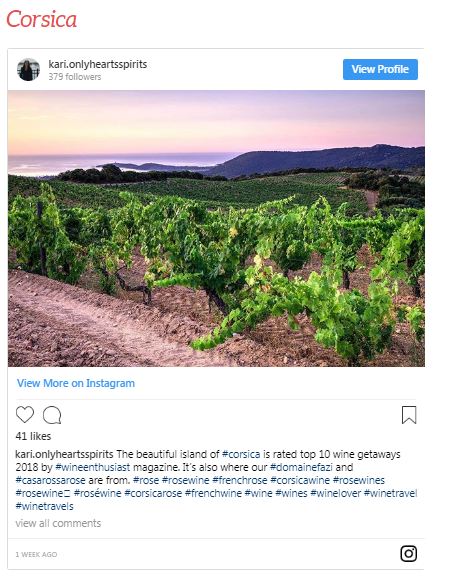 Corsica
kari.onlyheartsspirits
379 followers
View Profile
View More on Instagram
41 likes
kari.onlyheartsspirits The beautiful island of #corsica is rated top 10 wine getaways
2018 by #wineenthusiast magazine. It's also where our #domainefazi and
#casarossarose are from. #rose #rosewine #frenchrose #corsicawine #rosewines
#rosewine□ #roséwine #corsicarose #frenchwine #wine #wines #winelover #winetravel
#winetravels
view all comments
1 WEEK AGO